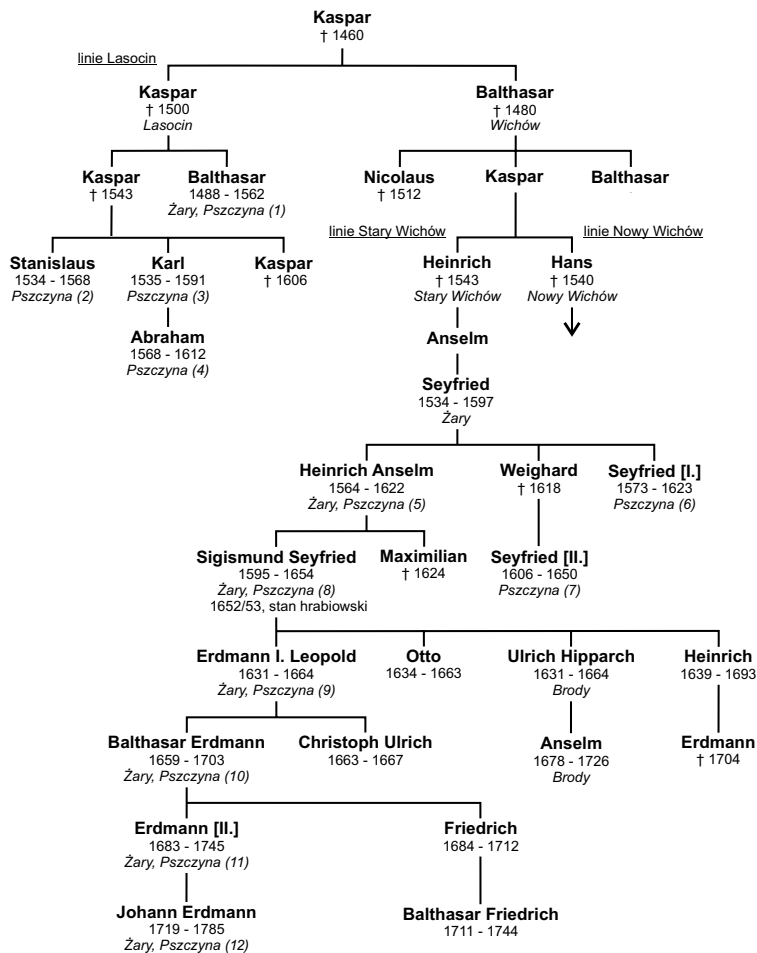 Kaspar
† 1460
linie Lasocin
Kaspar
† 1500
Lasocin
Balthasar
† 1480
Wichów
Kaspar
† 1543
Balthasar
1488 - 1562
Żary, Pszczyna (1)
Nicolaus
† 1512
Kaspar
Balthasar
linie Stary Wichów
linie Nowy Wichów
Stanislaus
1534 - 1568
Pszczyna (2)
Karl
1535 - 1591
Pszczyna (3)
Kaspar
† 1606
Heinrich
† 1543
Stary Wichów
Hans
† 1540
Nowy Wichów
Abraham
1568 - 1612
Pszczyna (4)
Anselm
Seyfried
1534 - 1597
Żary
Heinrich Anselm
1564 - 1622
Żary, Pszczyna (5)
Weighard
† 1618
Seyfried [I.]
1573 - 1623
Pszczyna (6)
Sigismund Seyfried
1595 - 1654
Żary, Pszczyna (8)
1652/53, stan hrabiowski
Maximilian
† 1624
Seyfried [II.]
1606 - 1650
Pszczyna (7)
Erdmann I. Leopold
1631 - 1664
Żary, Pszczyna (9)
Otto
1634 - 1663
Ulrich Hipparch
1631 - 1664
Brody
Heinrich
1639 - 1693
Balthasar Erdmann
1659 - 1703
Żary, Pszczyna (10)
Christoph Ulrich
1663 - 1667
Anselm
1678 - 1726
Brody
Erdmann
† 1704
Erdmann [II.]
1683 - 1745
Żary, Pszczyna (11)
Friedrich
1684 - 1712
Johann Erdmann
1719 - 1785
Żary, Pszczyna (12)
Balthasar Friedrich
1711 - 1744